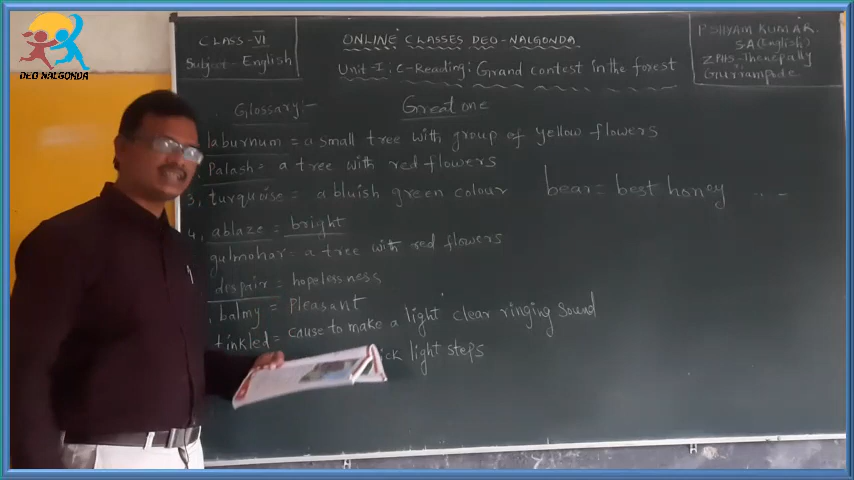 DEO NALGONDA
CLASS-VI
Subject-English
ONLINE CLASSES DEO-NALGONDA
Unit-I: C-Reading: Grand contest in the forest
P. SHYAM KUMAR.
SA (English)
ZPHS-Thenepally
Gurrampode
Glossary:-
Great one
laburnum = a small tree with group of yellow flowers
Palash = a tree with red flowers
3, turquoise = a bluish green colour
bear = best honey ...-
4, ablaze = bright
gulmohar = a tree with red flowers
despair = hopelessness
balmy = Pleasant
tinkled = cause to make a light clear ringing sound
ick light steps